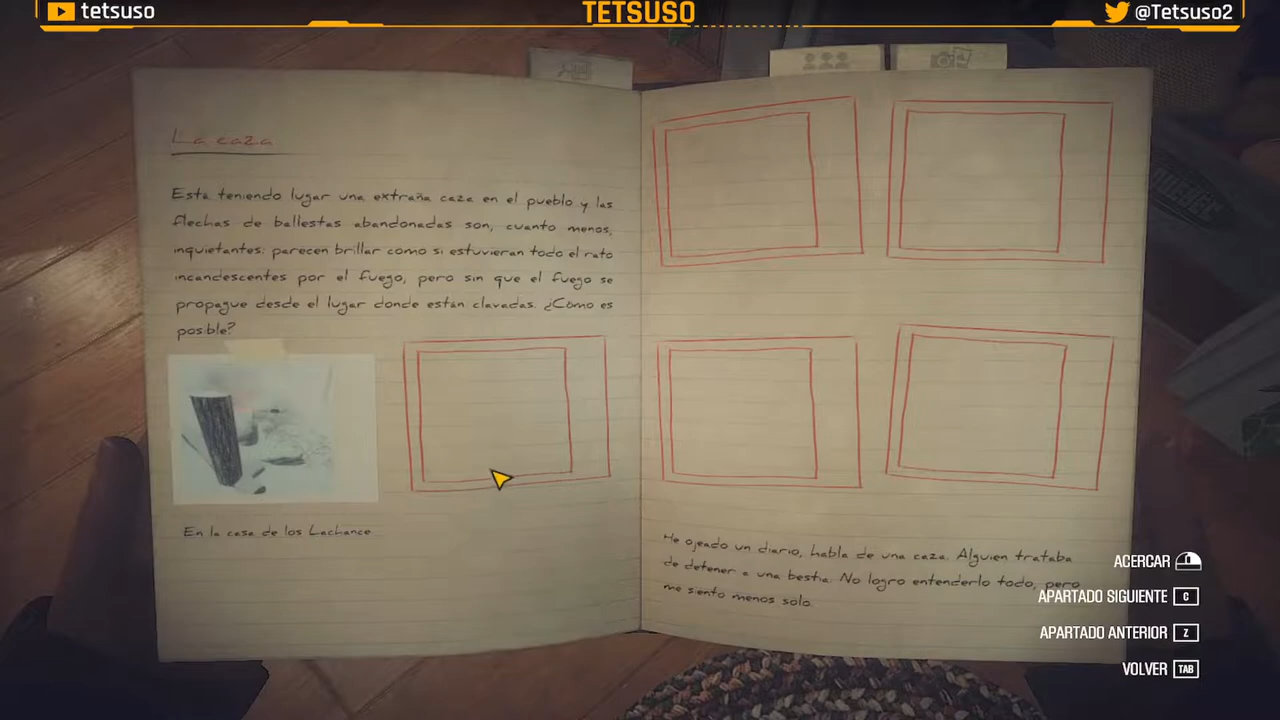 tetsuso
TETSUSO
@Tetsuso2
La caza
Está teniendo lugar una extraña caza en el pueblo y las
flechas de ballestas abandonadas son, cuanto menos,
inquietantes: parecen brillar como si estuvieran todo el rato
incandescentes por el fuego, pero sin que el fuego se
propague desde el lugar donde están clavadas. ¿Cómo es
posible?
En la casa de los Lachance
He ojeado un diario, habla de una caza. Alguien trataba
de detener a una bestia. No logro entenderlo todo, pero
me siento menos solo.
ACERCAR
APARTADO SIGUIENTE C
APARTADO ANTERIOR Z
VOLVER TAB